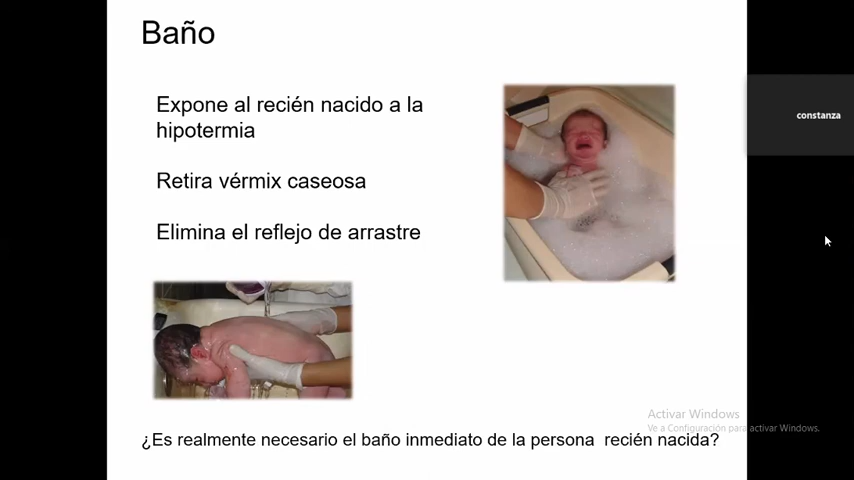 Baño
Expone al recién nacido a la
hipotermia
Retira vérmix caseosa
Elimina el reflejo de arrastre
constanza
Activar Windows
Ve a Configuración para activar Windows.
¿Es realmente necesario el baño inmediato de la persona recién nacida?